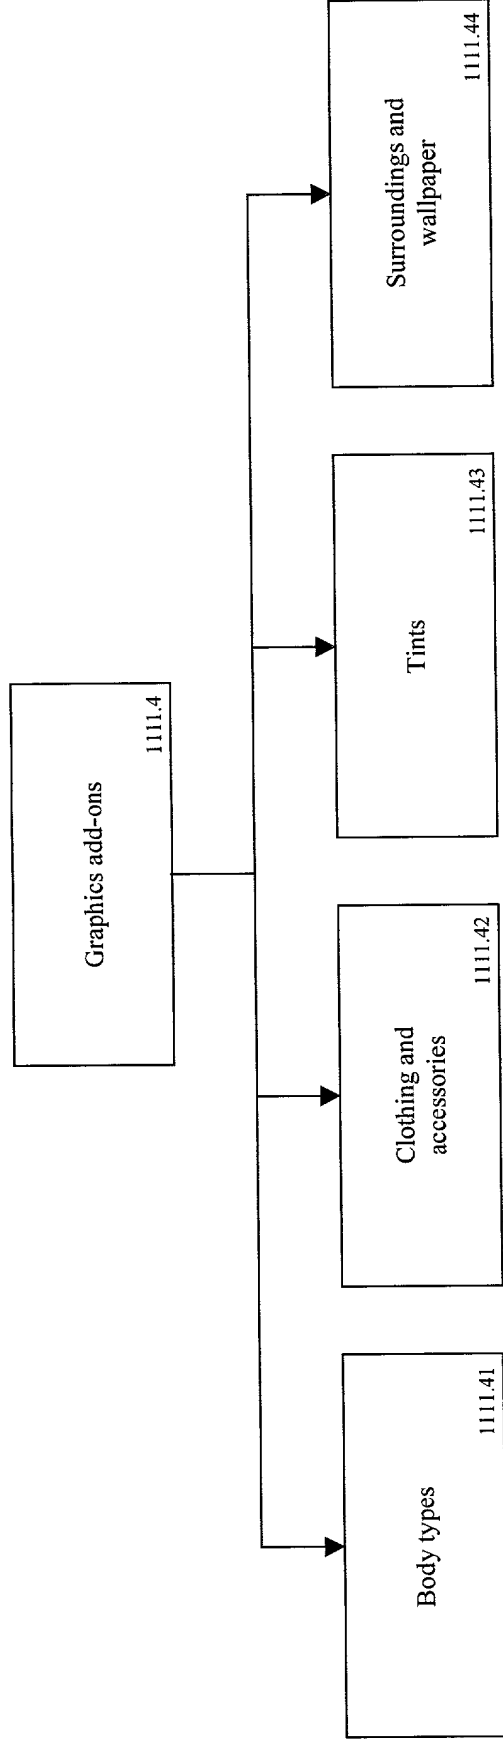 Graphics add-ons
1111.4
Body types
1111.41
Clothing and
accessories
1111.42
Tints
1111.43
Surroundings and
wallpaper
1111.44